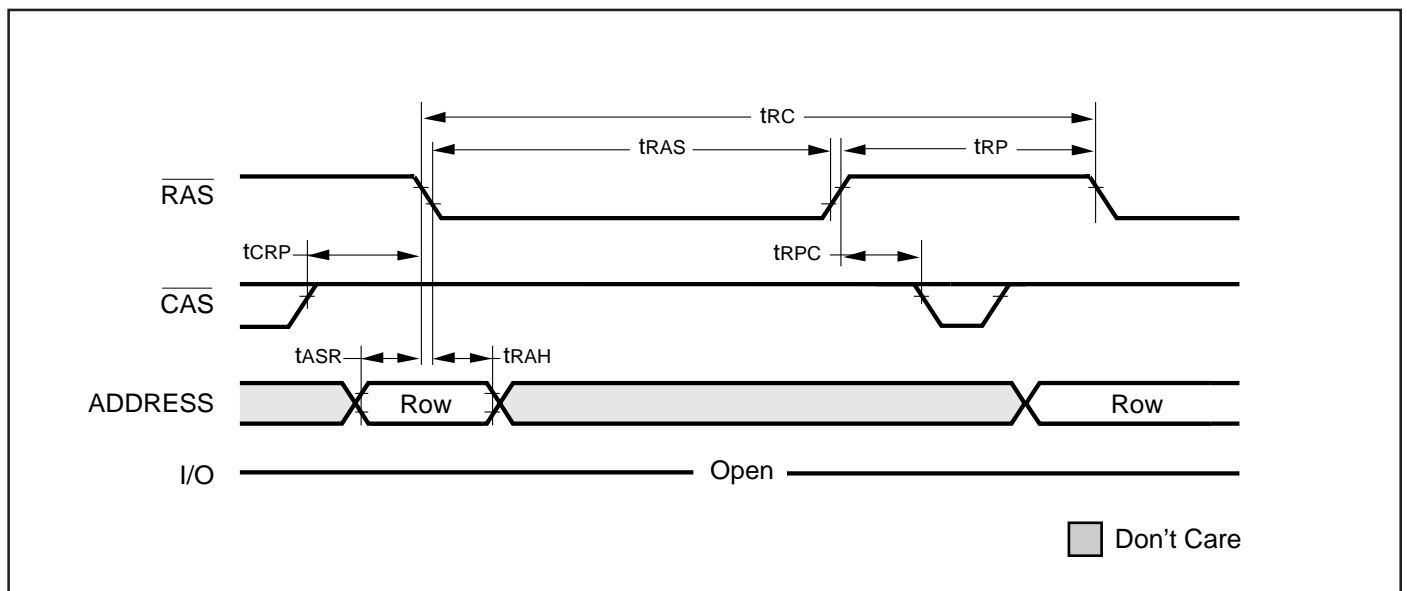 tRC
tRAS
tRP
RAS
tCRP
tRPC
CAS
tASR
tRAH
ADDRESS
Row
Row
I/O
Open
Don't Care